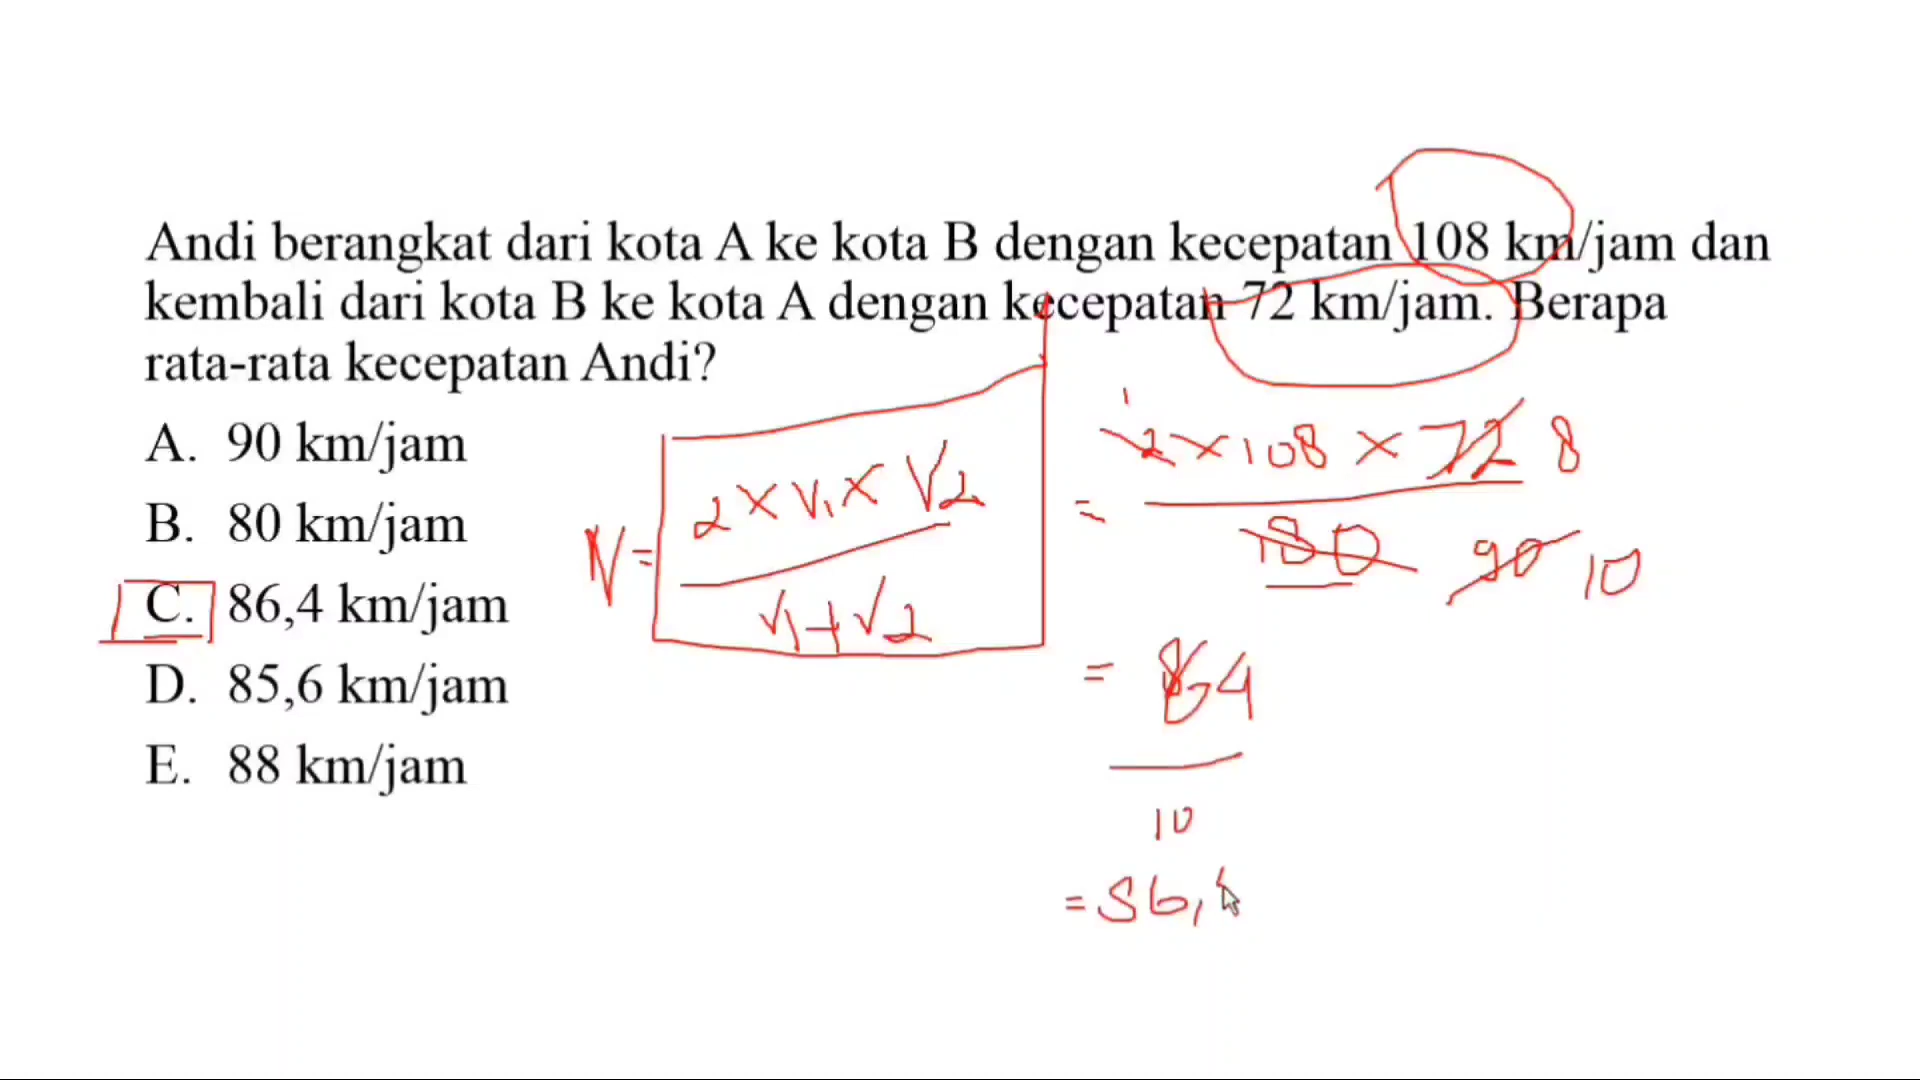 Andi berangkat dari kota A ke kota B dengan kecepatan 108 km/jam dan
kembali dari kota B ke kota A dengan kecepatan 72 km/jam. Berapa
rata-rata kecepatan Andi?
A. 90 km/jam
B. 80 km/jam
C. 86,4 km/jam
D. 85,6 km/jam
E. 88 km/jam
V =
2 x V1 x V2
V1 + V2
1
= 2 x 108 x 72 8
180 90 10
= 864
10
= 86,